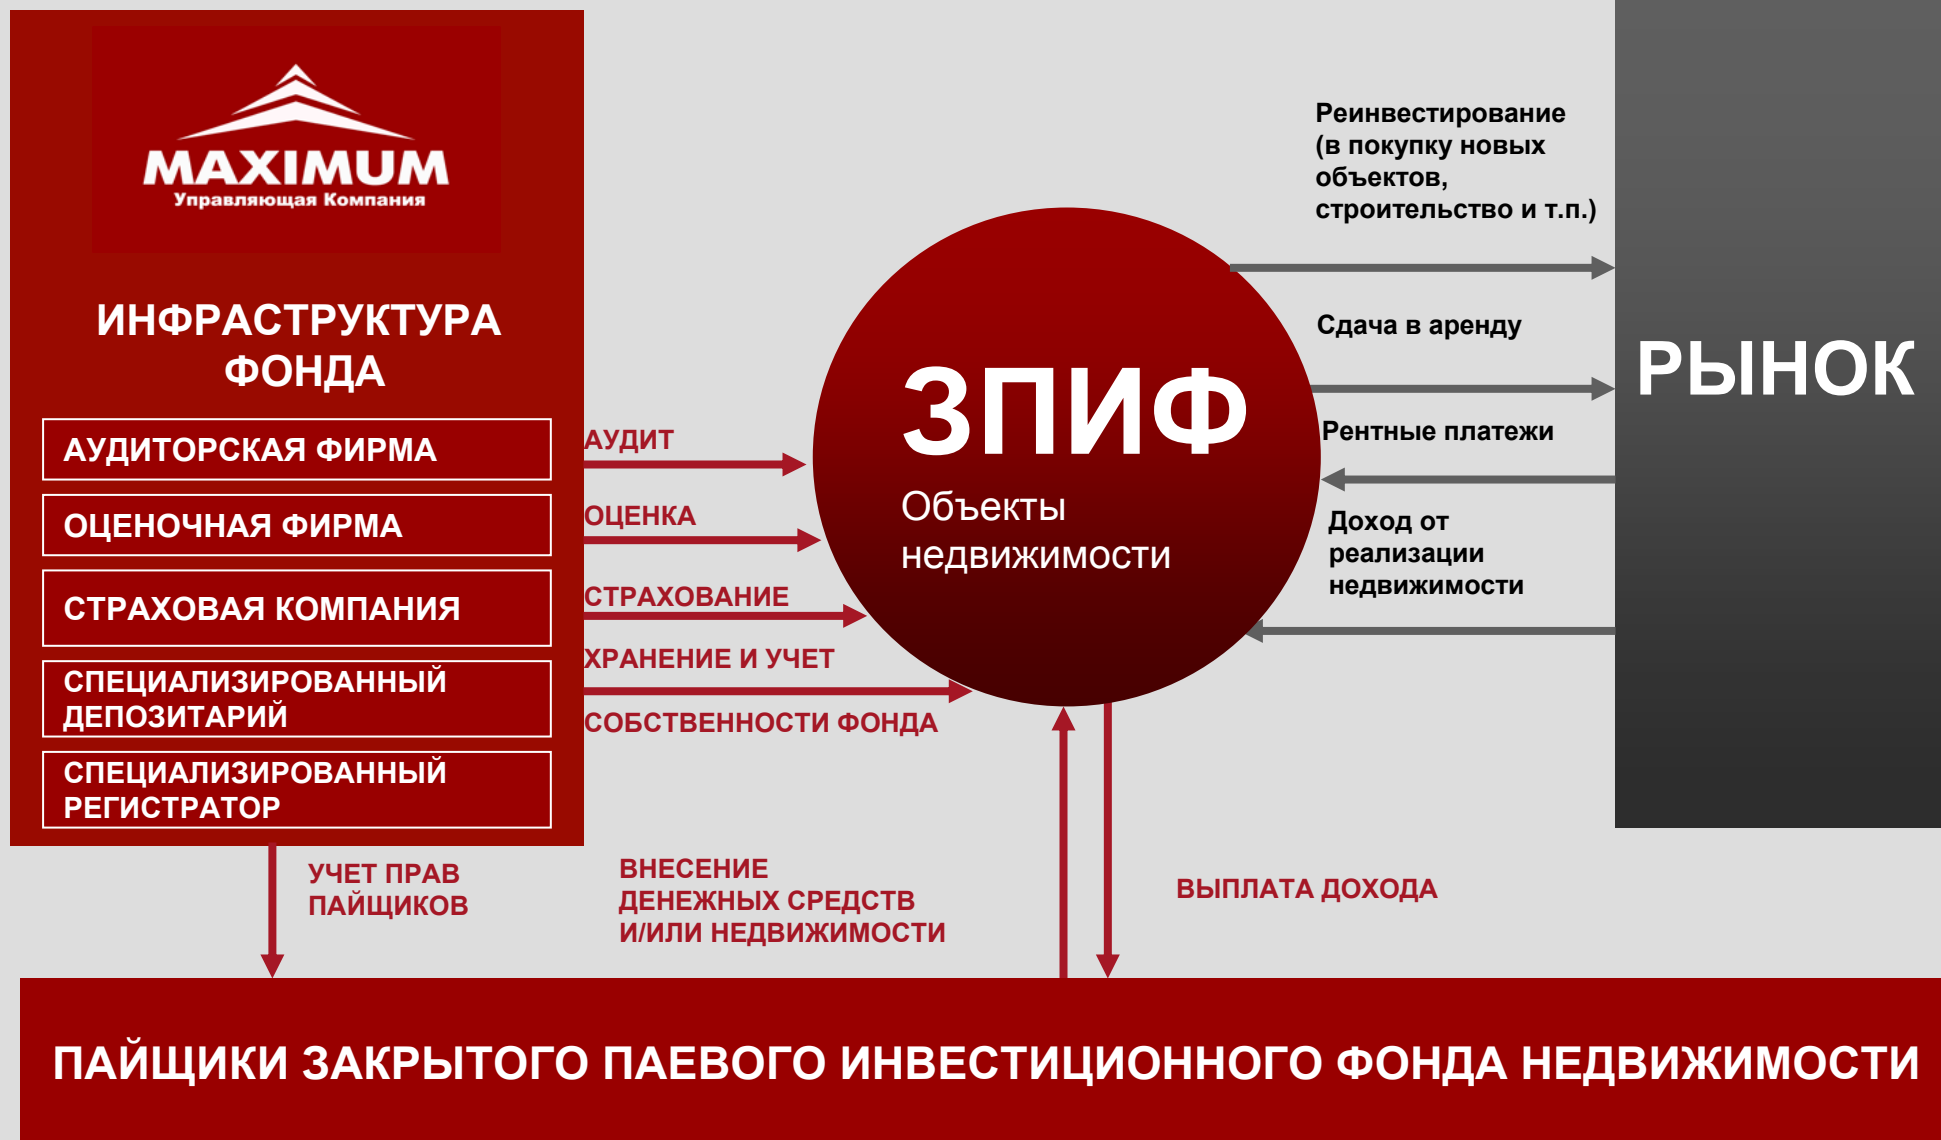 MAXIMUM
Управляющая Компания
ИНФРАСТРУКТУРА
ФОНДА
АУДИТОРСКАЯ ФИРМА
ОЦЕНОЧНАЯ ФИРМА
СТРАХОВАЯ КОМПАНИЯ
СПЕЦИАЛИЗИРОВАННЫЙ
ДЕПОЗИТАРИЙ
СПЕЦИАЛИЗИРОВАННЫЙ
РЕГИСТРАТОР
АУДИТ
ОЦЕНКА
СТРАХОВАНИЕ
ХРАНЕНИЕ И УЧЕТ
СОБСТВЕННОСТИ ФОНДА
ЗПИФ
Объекты
недвижимости
Реинвестирование
(в покупку новых
объектов,
строительство и т.п.)
Сдача в аренду
Рентные платежи
Доход от
реализации
недвижимости
РЫНОК
УЧЕТ ПРАВ
ПАЙЩИКОВ
ВНЕСЕНИЕ
ДЕНЕЖНЫХ СРЕДСТВ
И/ИЛИ НЕДВИЖИМОСТИ
ВЫПЛАТА ДОХОДА
ПАЙЩИКИ ЗАКРЫТОГО ПАЕВОГО ИНВЕСТИЦИОННОГО ФОНДА НЕДВИЖИМОСТИ